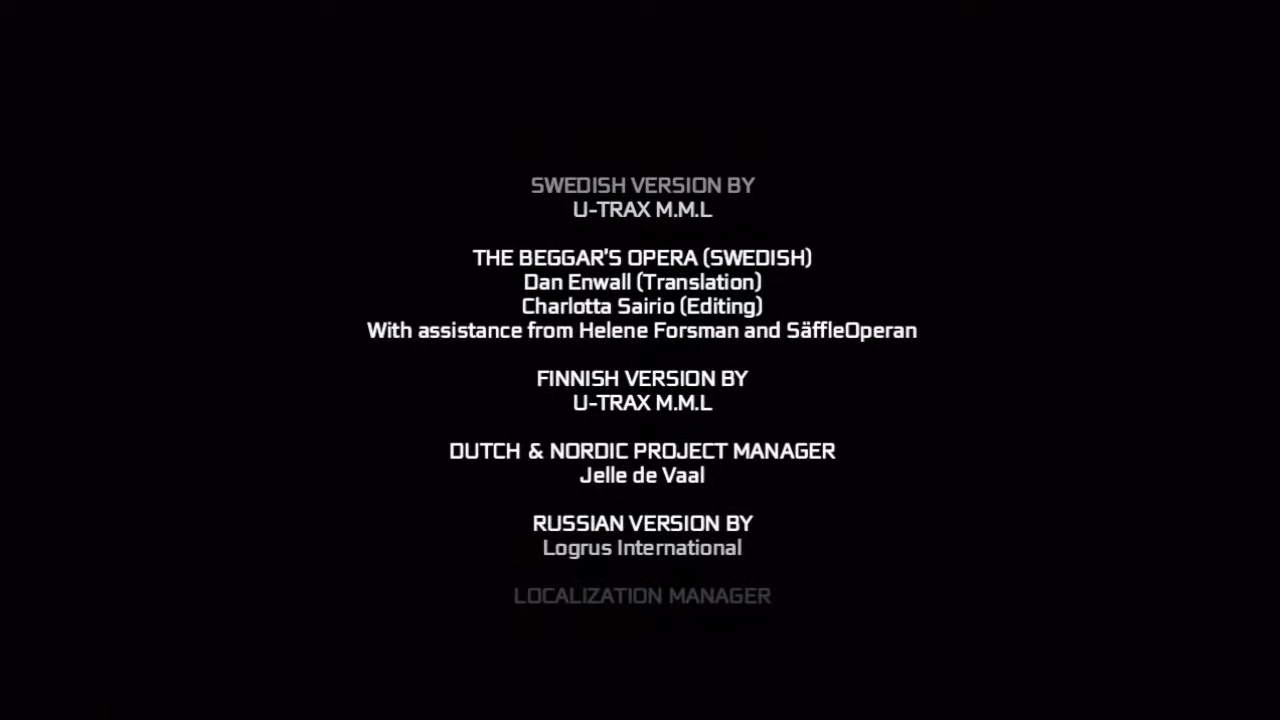 SWEDISH VERSION BY
U-TRAX M.M.L
THE BEGGAR'S OPERA (SWEDISH)
Dan Enwall (Translation)
Charlotta Sairio (Editing)
With assistance from Helene Forsman and SäffleOperan
FINNISH VERSION BY
U-TRAX M.M.L
DUTCH & NORDIC PROJECT MANAGER
Jelle de Vaal
RUSSIAN VERSION BY
Logrus International
LOCALIZATION MANAGER